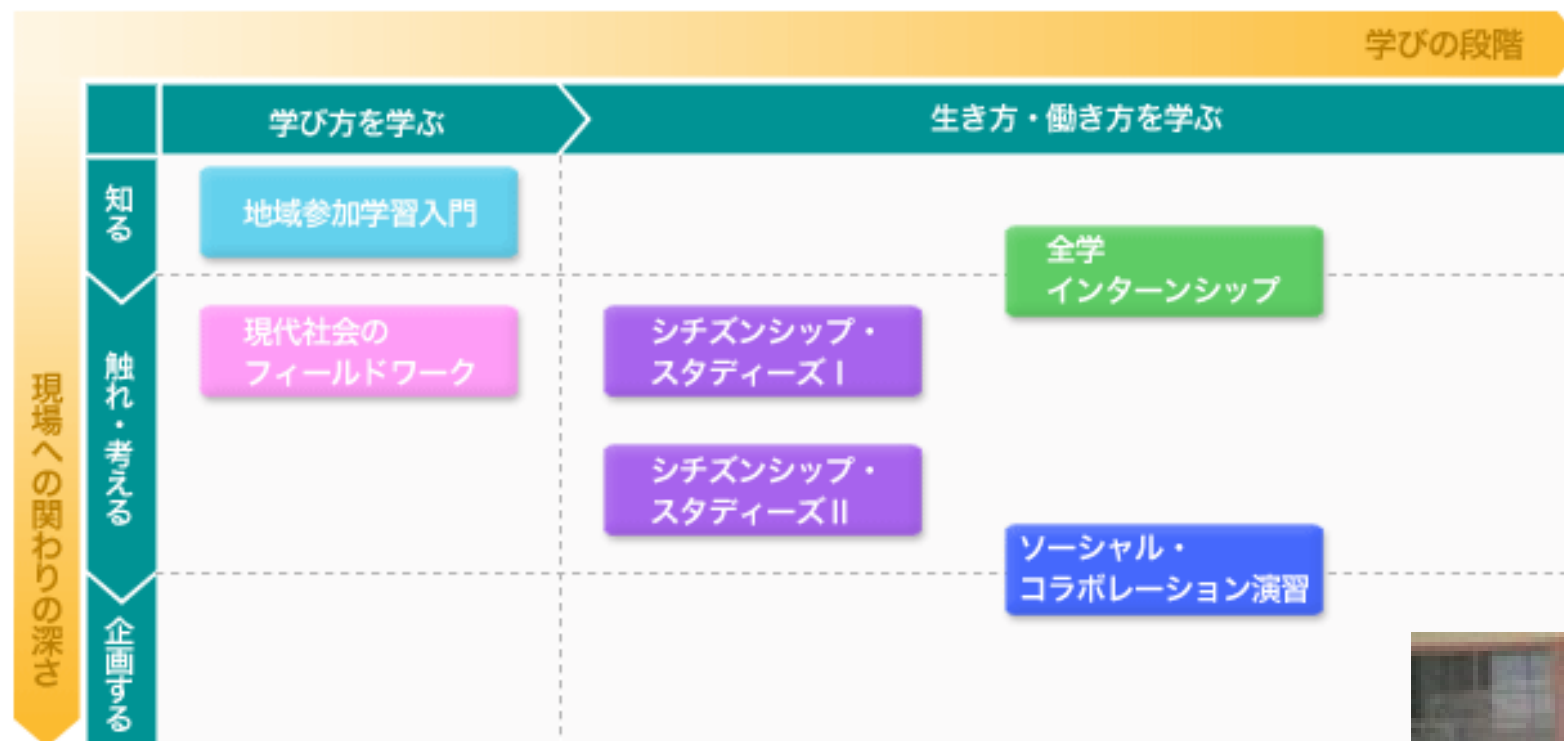 学びの段階
学び方を学ぶ
生き方・働き方を学ぶ
知る
地域参加学習入門
全学
インターンシップ
触れ・考える
現代社会の
フィールドワーク
シチズンシップ・
スタディーズⅠ
シチズンシップ・
スタディーズⅡ
ソーシャル・
コラボレーション演習
企画する
現場への関わりの深さ